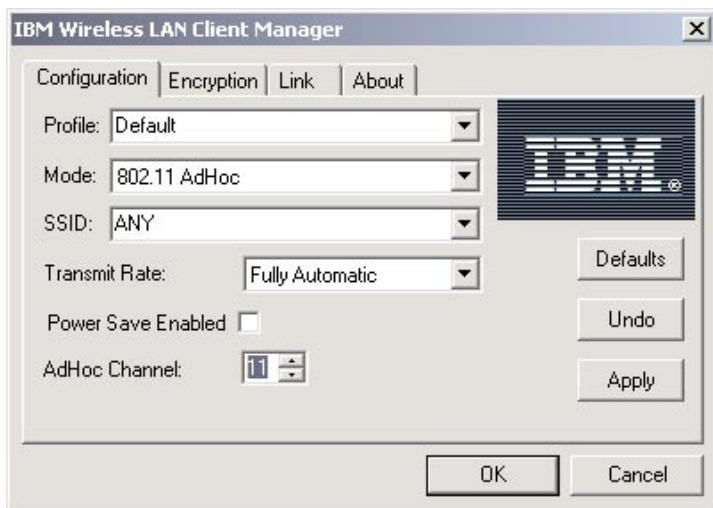 IBM Wireless LAN Client Manager
Configuration Encryption Link About
Profile: Default
IBM®
Mode: 802.11 AdHoc
SSID: ANY
Transmit Rate: Fully Automatic
Defaults
Power Save Enabled
Undo
AdHoc Channel: 11
Apply
OK Cancel